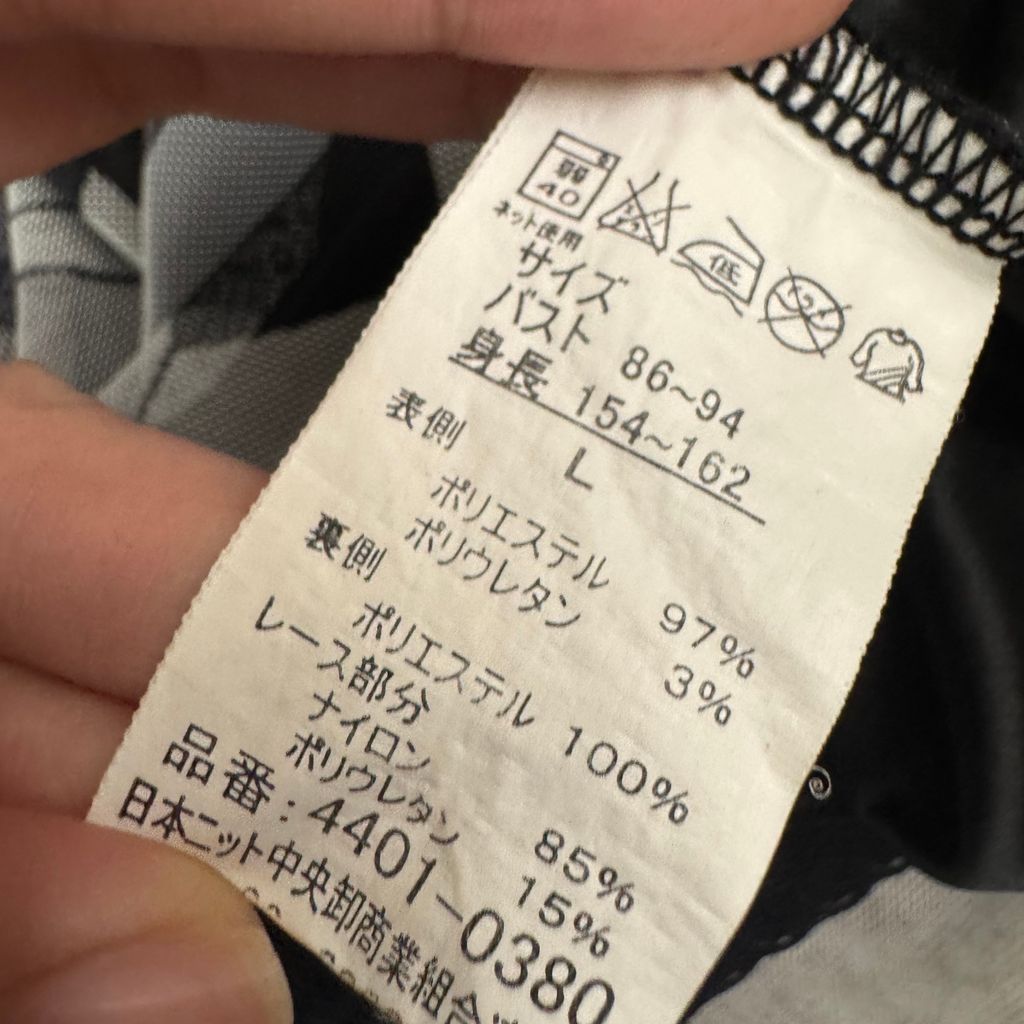 弱
40
ネット使用
低
サイズ
バスト 86~94
身長 154~162
L
表側
ポリエステル 97%
ポリウレタン 3%
裏側
ポリエステル 100%
レース部分
ナイロン 85%
ポリウレタン 15%
品番:4401-0380
日本ニット中央卸商業組合